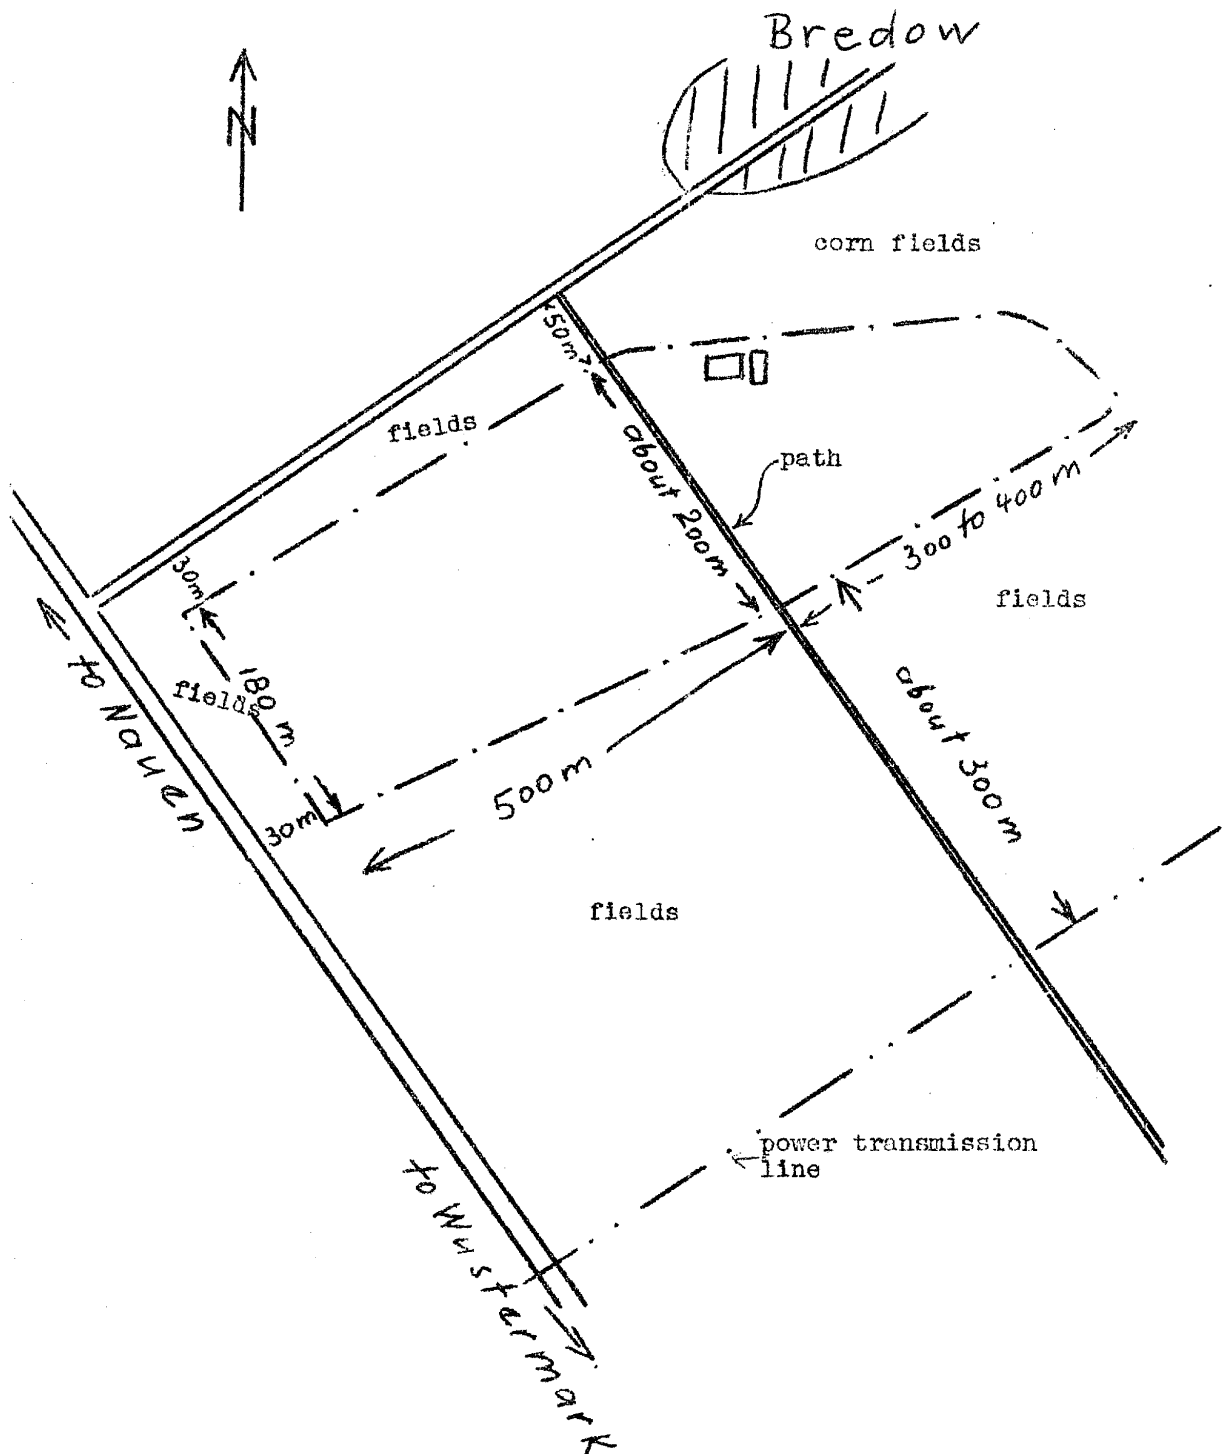 Bredow
N
corn fields
50m
fields
about 200m
path
300 to 400m
30m
fields
180 m
fields
to Nauen
500m
30m
about 300m
fields
power transmission
line
to Wustermark